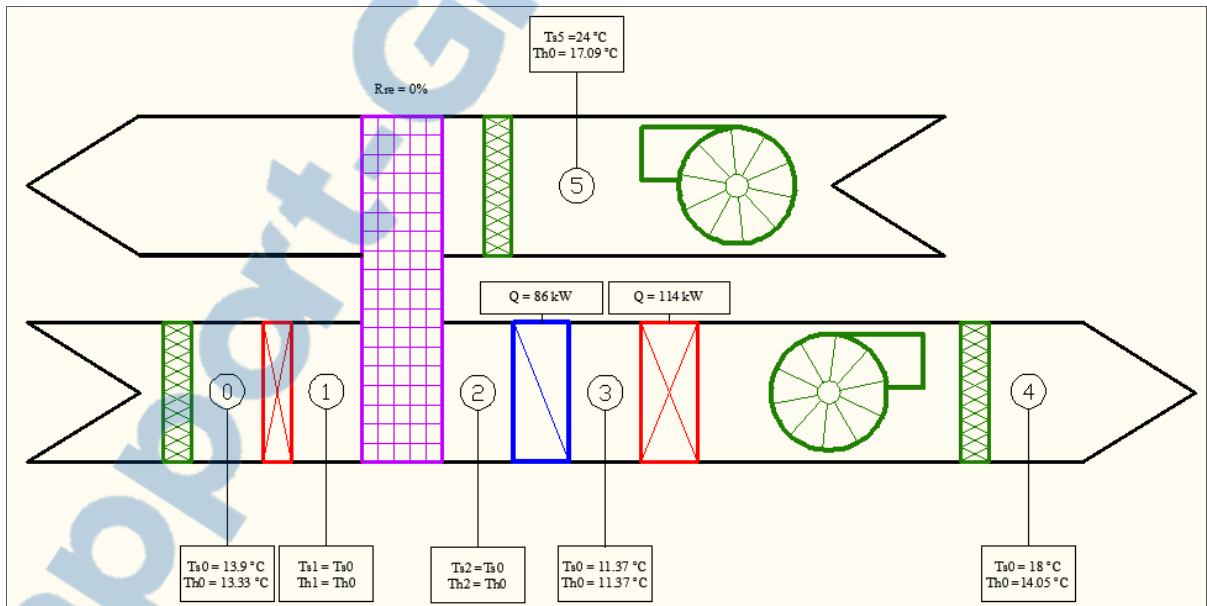 Ts5 =24 °C
Th0 = 17.09 °C
Rre = 0%
5
Q = 86 kW
Q = 114 kW
0
1
2
3
4
Ts0 = 13.9 °C
Th0 = 13.33 °C
Ts1 = Ts0
Th1 = Th0
Ts2 = Ts0
Th2 = Th0
Ts0 = 11.37 °C
Th0 = 11.37 °C
Ts0 = 18 °C
Th0 = 14.05 °C
pport-G